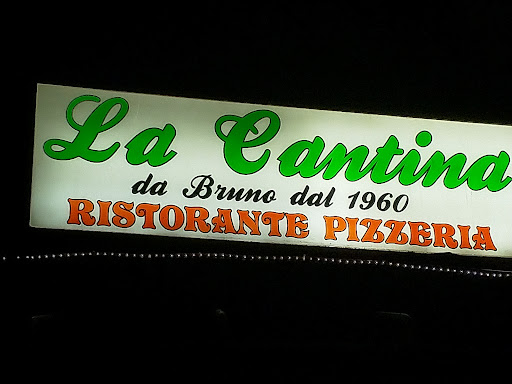 La Cantina
da Bruno dal 1960
RISTORANTE PIZZERIA